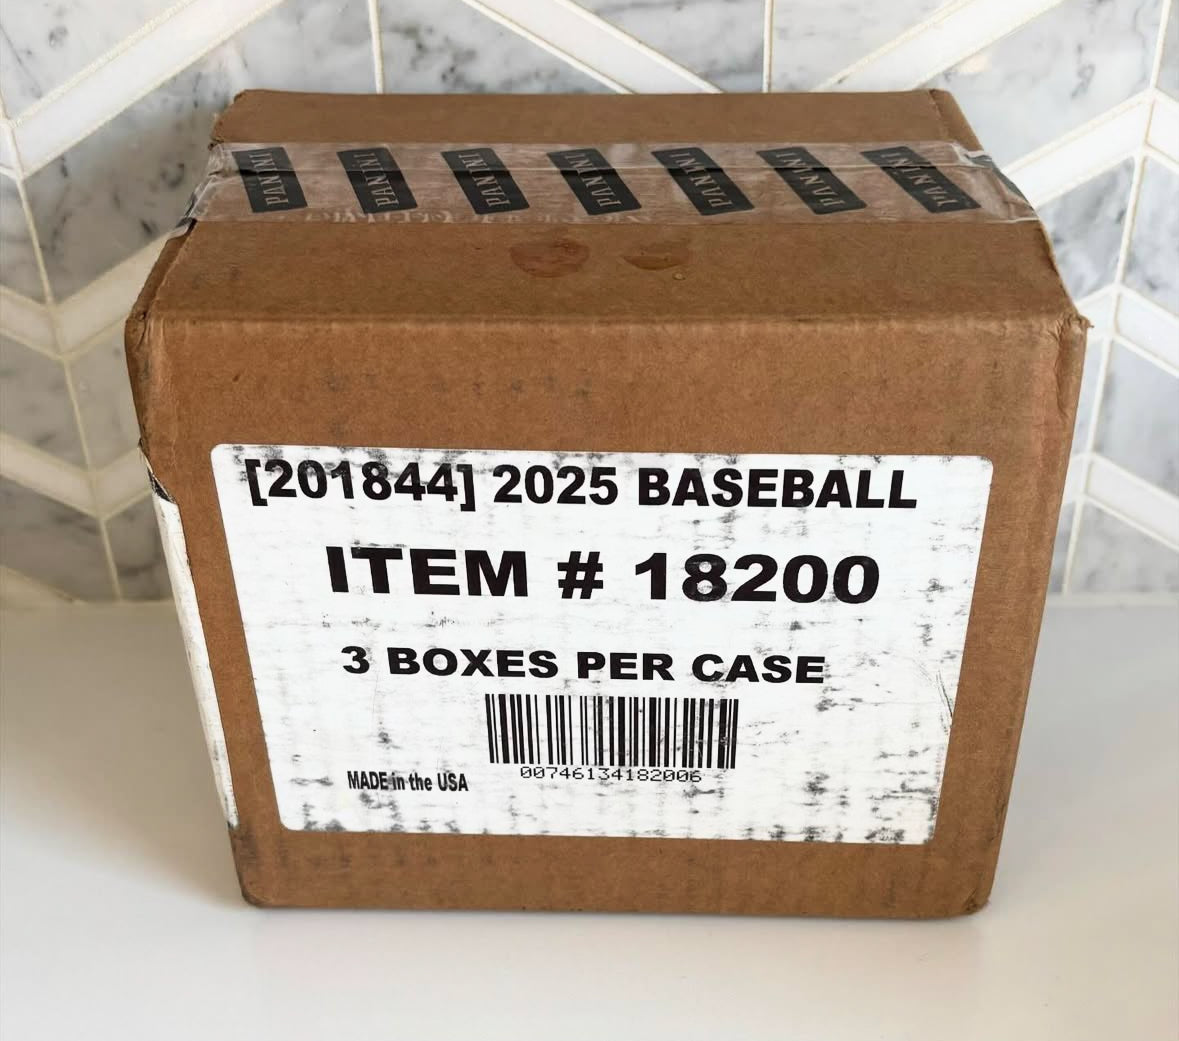 PANINI PANINI PANINI PANINI PANINI PANINI PANINI
[201844] 2025 BASEBALL
ITEM # 18200
3 BOXES PER CASE
00746134182006
MADE in the USA